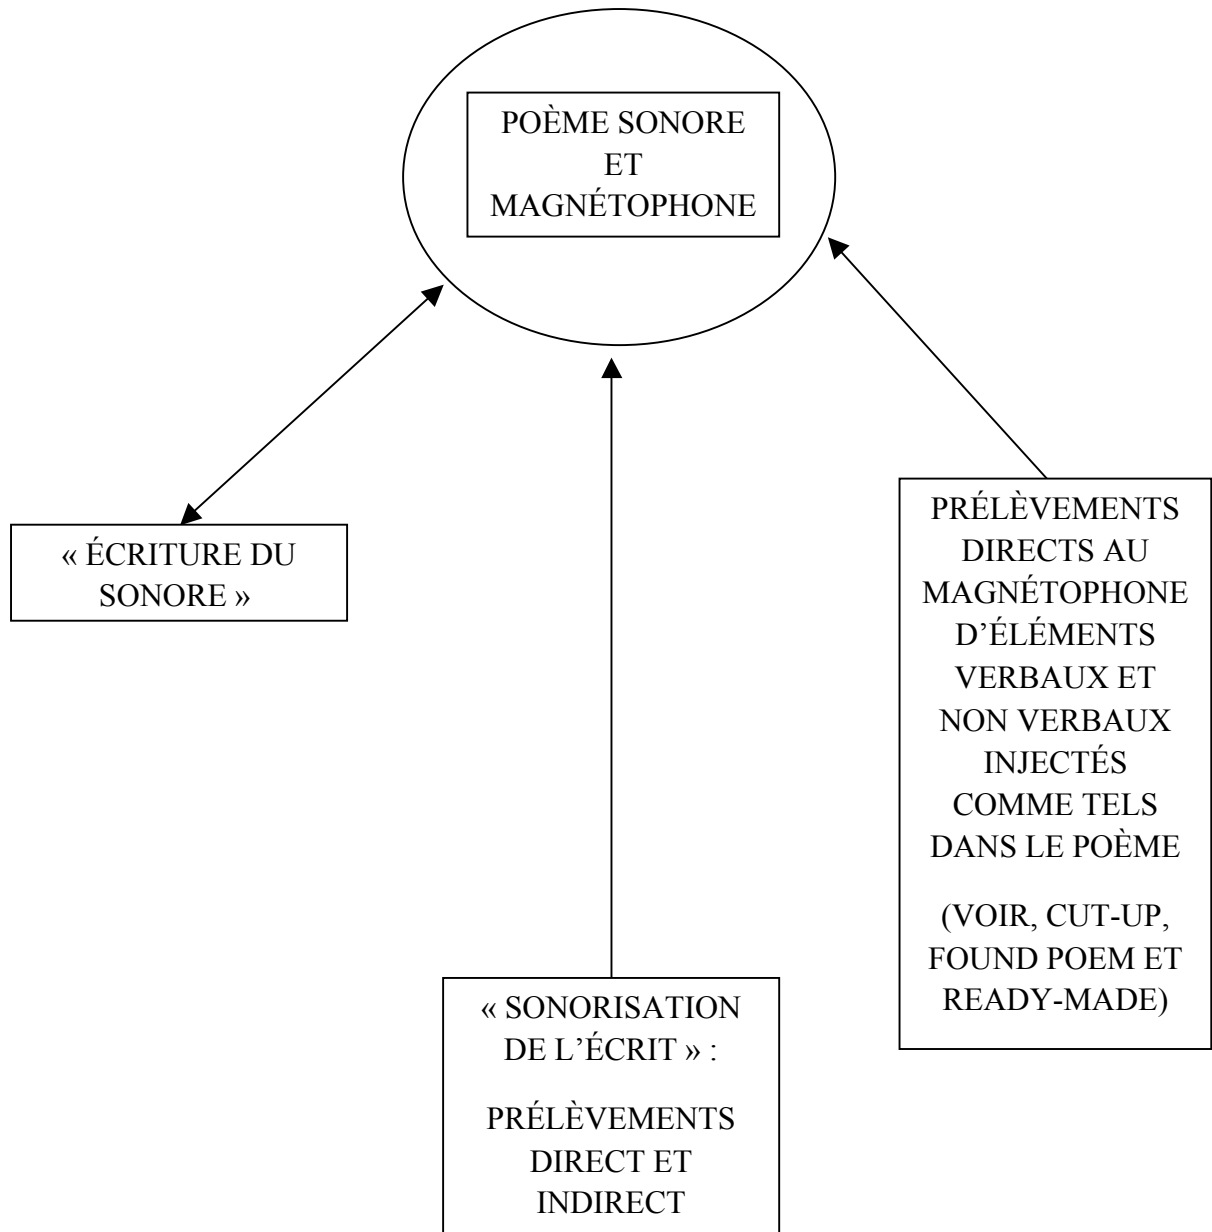 POÈME SONORE
ET
MAGNÉTOPHONE
« ÉCRITURE DU
SONORE »
« SONORISATION
DE L’ÉCRIT » :
PRÉLÈVEMENTS
DIRECT ET
INDIRECT
PRÉLÈVEMENTS
DIRECTS AU
MAGNÉTOPHONE
D’ÉLÉMENTS
VERBAUX ET
NON VERBAUX
INJECTÉS
COMME TELS
DANS LE POÈME
(VOIR, CUT-UP,
FOUND POEM ET
READY-MADE)